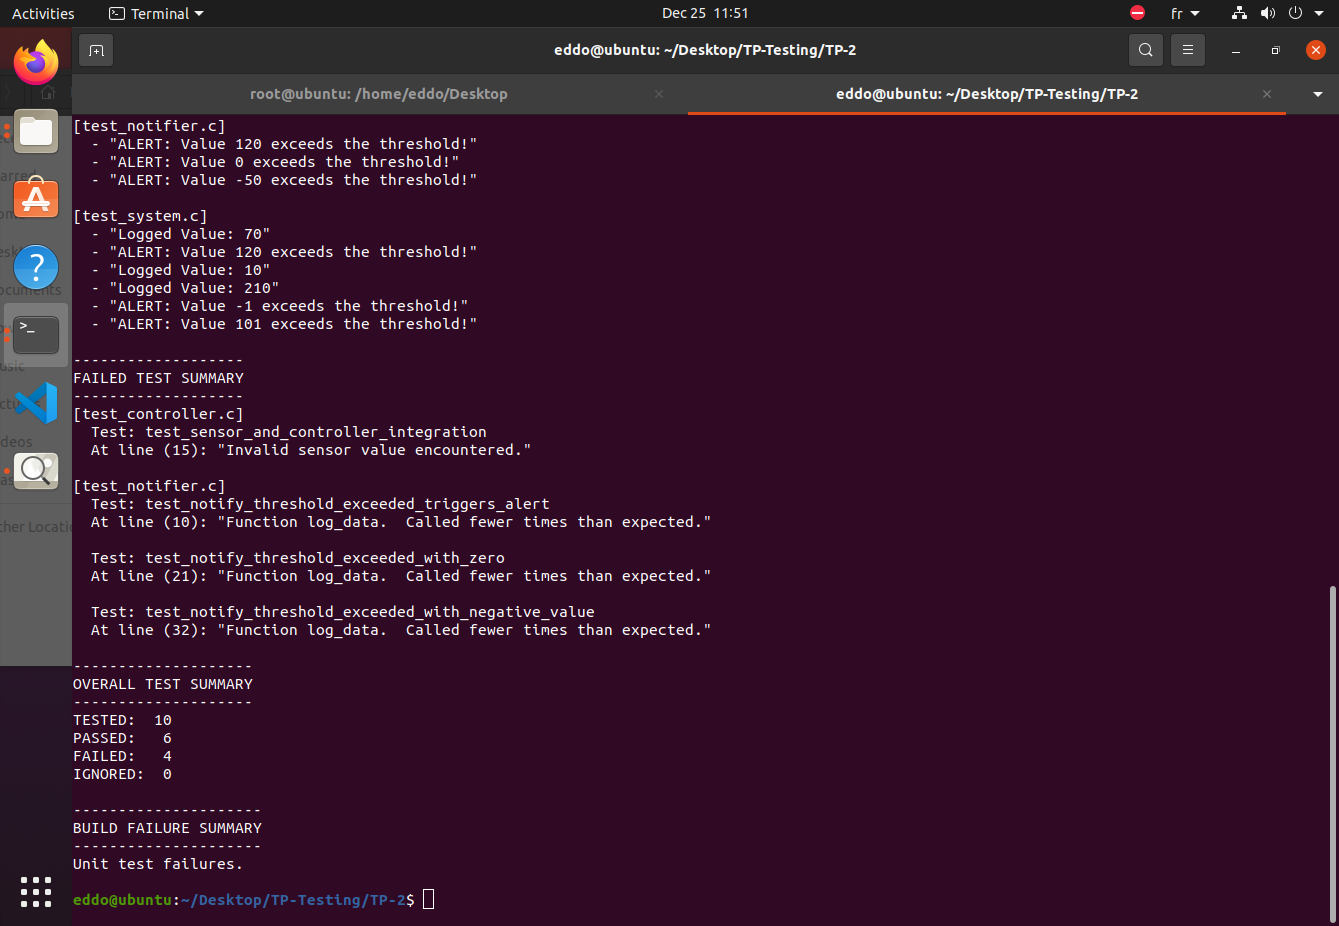 Activities
Terminal
Dec 25 11:51
fr
eddo@ubuntu: ~/Desktop/TP-Testing/TP-2
root@ubuntu: /home/eddo/Desktop
eddo@ubuntu: ~/Desktop/TP-Testing/TP-2
[test_notifier.c]
- "ALERT: Value 120 exceeds the threshold!"
- "ALERT: Value 0 exceeds the threshold!"
- "ALERT: Value -50 exceeds the threshold!"
[test_system.c]
- "Logged Value: 70"
- "ALERT: Value 120 exceeds the threshold!"
- "Logged Value: 10"
- "Logged Value: 210"
- "ALERT: Value -1 exceeds the threshold!"
- "ALERT: Value 101 exceeds the threshold!"
-------------------
FAILED TEST SUMMARY
-------------------
[test_controller.c]
Test: test_sensor_and_controller_integration
At line (15): "Invalid sensor value encountered."
[test_notifier.c]
Test: test_notify_threshold_exceeded_triggers_alert
At line (10): "Function log_data.  Called fewer times than expected."
Test: test_notify_threshold_exceeded_with_zero
At line (21): "Function log_data.  Called fewer times than expected."
Test: test_notify_threshold_exceeded_with_negative_value
At line (32): "Function log_data.  Called fewer times than expected."
--------------------
OVERALL TEST SUMMARY
--------------------
TESTED:  10
PASSED:   6
FAILED:   4
IGNORED:  0
---------------------
BUILD FAILURE SUMMARY
---------------------
Unit test failures.
eddo@ubuntu:~/Desktop/TP-Testing/TP-2$